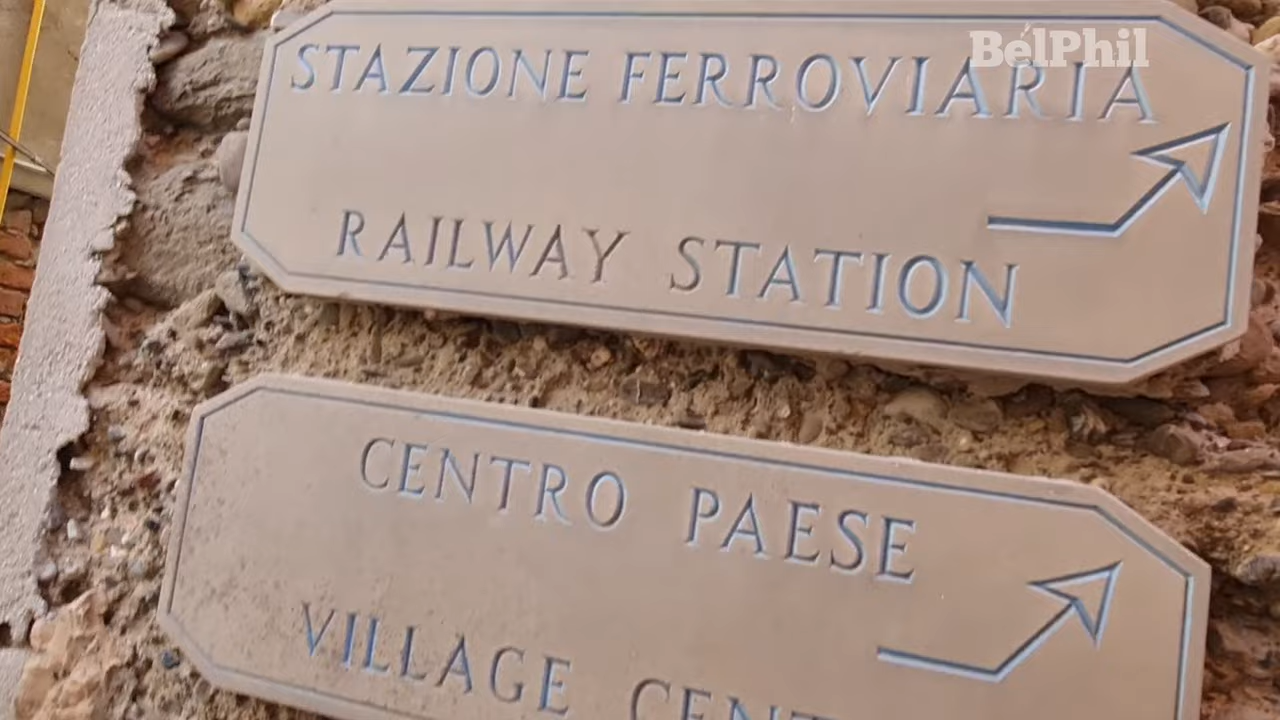 BelPhil
STAZIONE FERROVIARIA
RAILWAY STATION
CENTRO PAESE
VILLAGE CENT